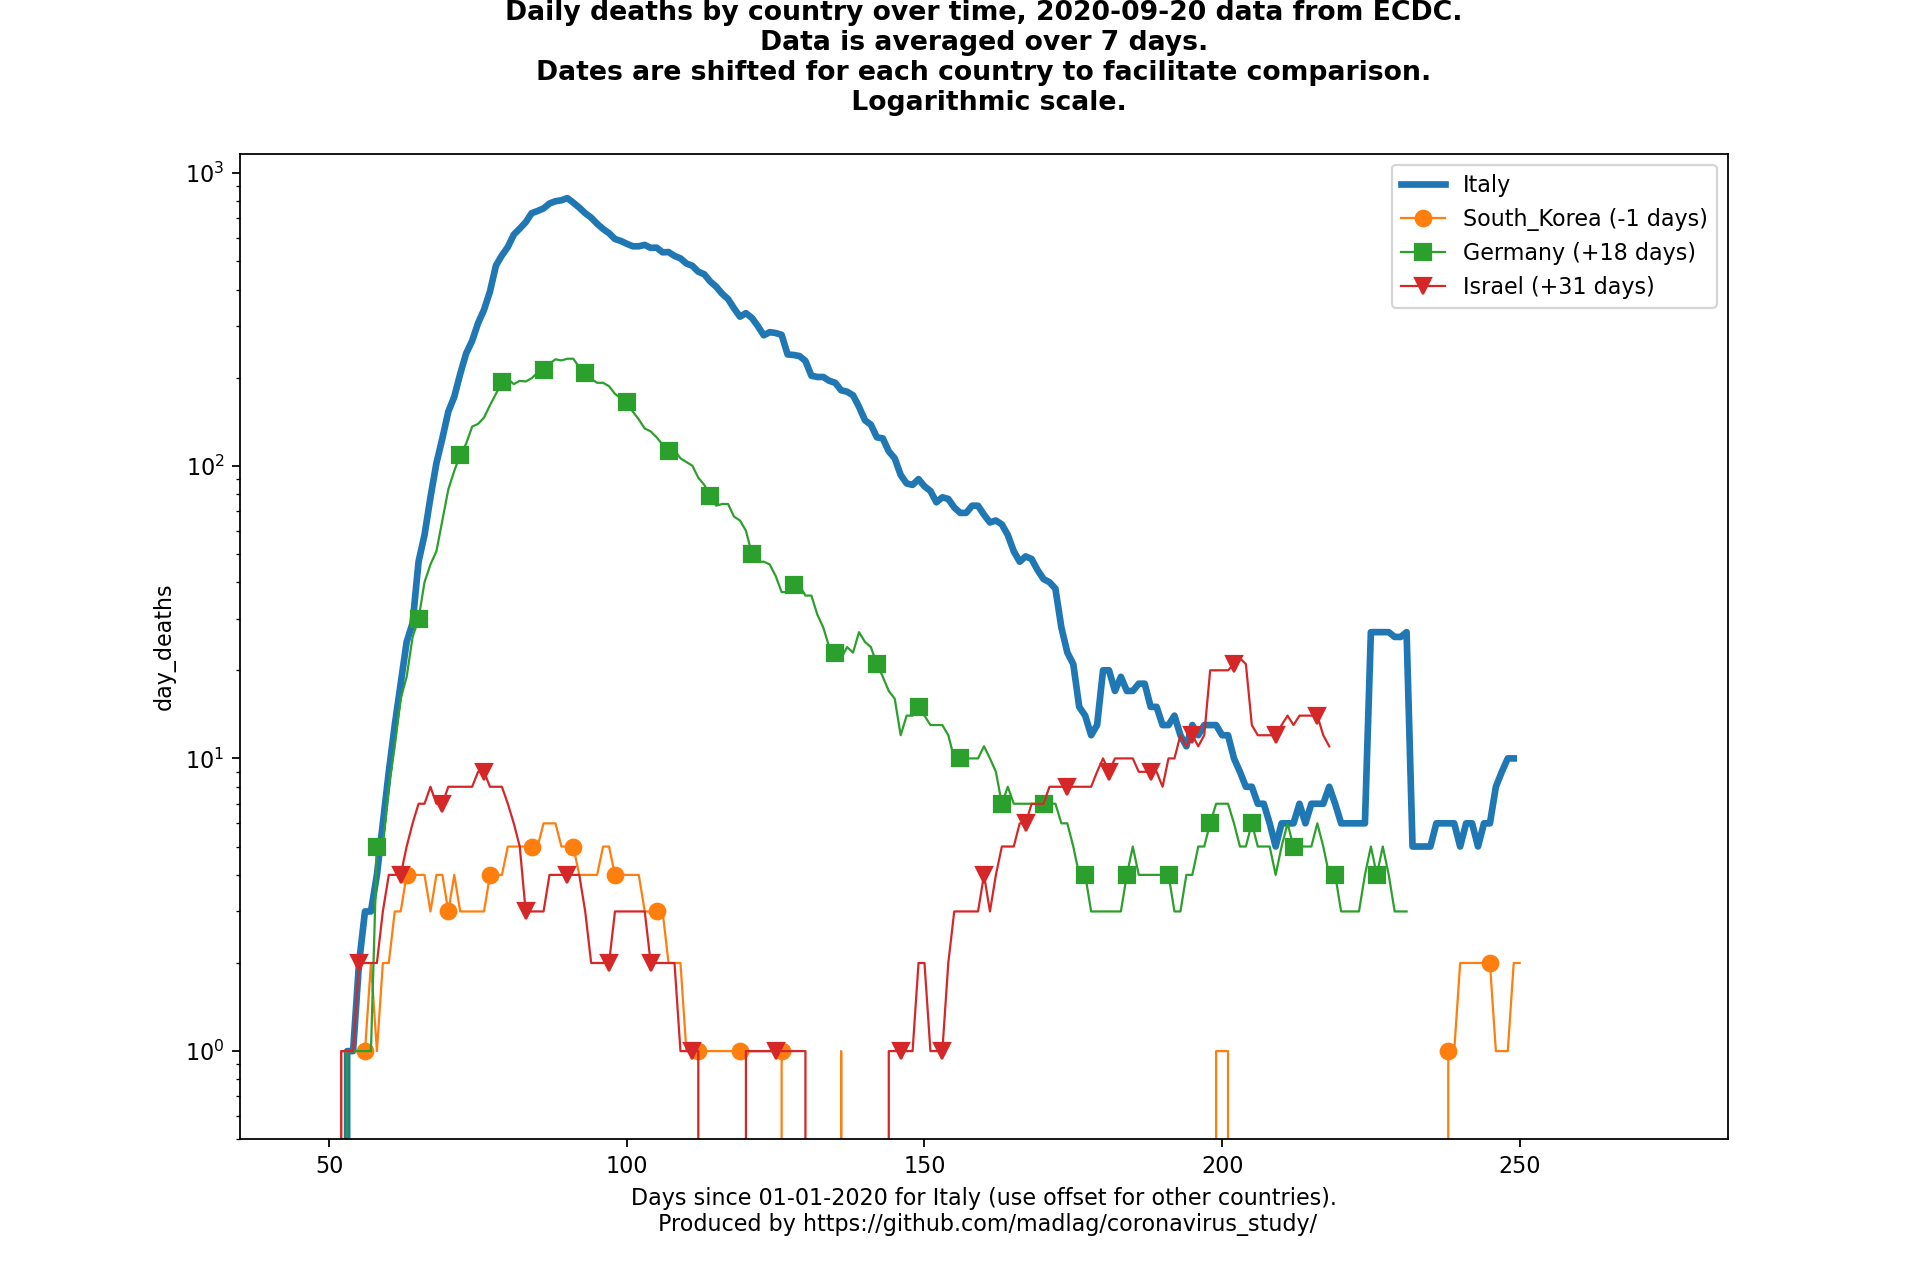 Daily deaths by country over time, 2020-09-20 data from ECDC.
Data is averaged over 7 days.
Dates are shifted for each country to facilitate comparison.
Logarithmic scale.
Italy
South_Korea (-1 days)
Germany (+18 days)
Israel (+31 days)
10³
10²
10¹
10⁰
day_deaths
50 100 150 200 250
Days since 01-01-2020 for Italy (use offset for other countries).
Produced by https://github.com/madlag/coronavirus_study/